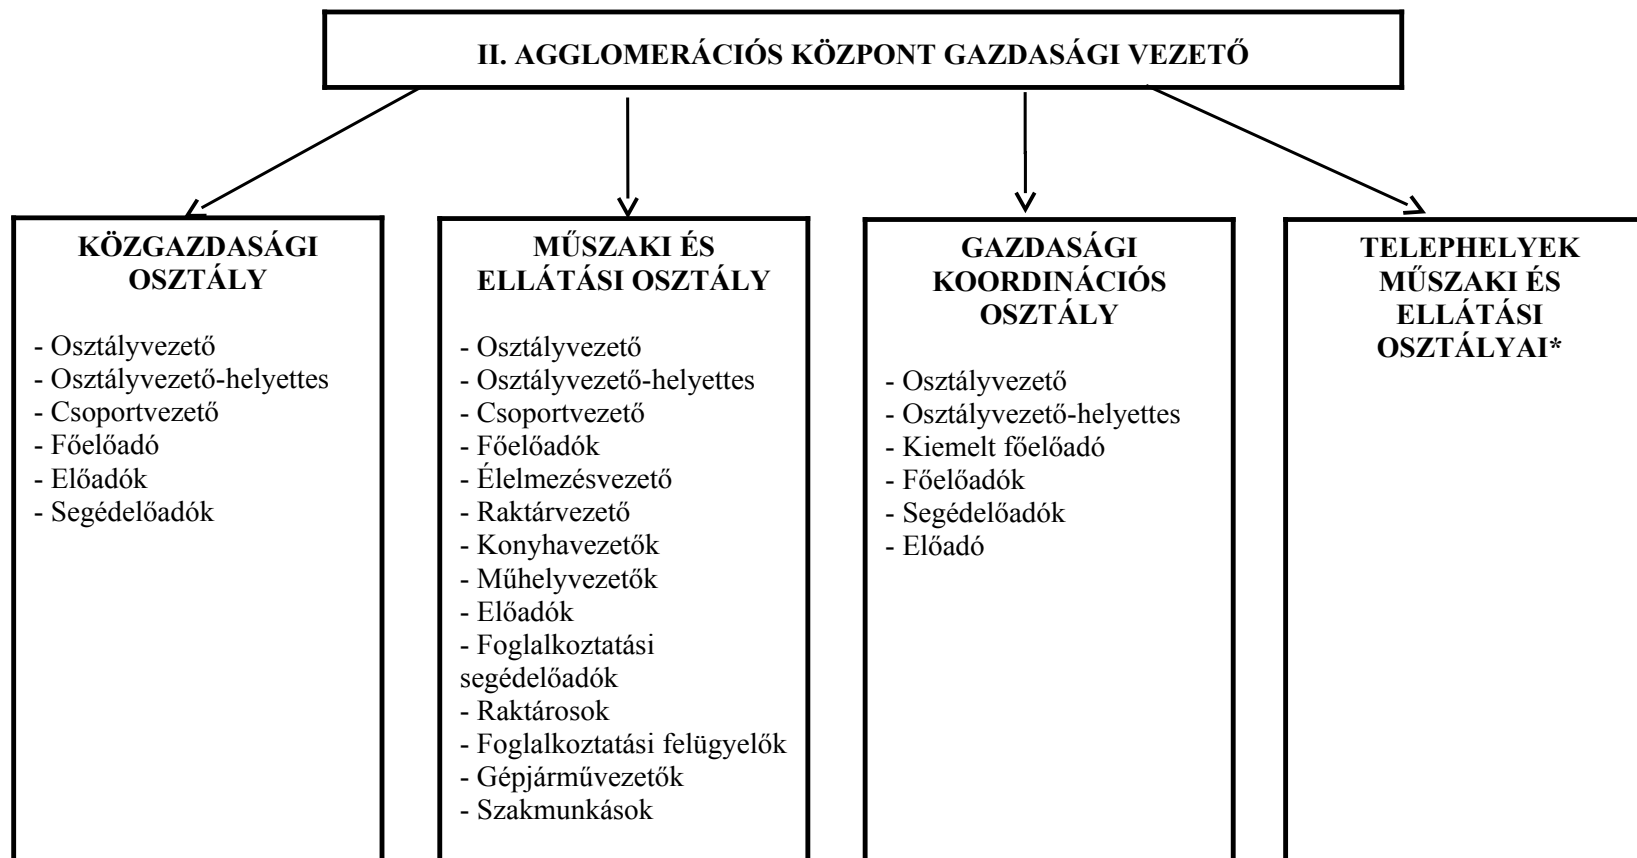 II. AGGLOMERÁCIÓS KÖZPONT GAZDASÁGI VEZETŐ
KÖZGAZDASÁGI
OSZTÁLY
- Osztályvezető
- Osztályvezető-helyettes
- Csoportvezető
- Főelőadó
- Előadók
- Segédelőadók
MŰSZAKI ÉS
ELLÁTÁSI OSZTÁLY
- Osztályvezető
- Osztályvezető-helyettes
- Csoportvezető
- Főelőadók
- Élelmezésvezető
- Raktárvezető
- Konyhavezetők
- Műhelyvezetők
- Előadók
- Foglalkoztatási
segédelőadók
- Raktárosok
- Foglalkoztatási felügyelők
- Gépjárművezetők
- Szakmunkások
GAZDASÁGI
KOORDINÁCIÓS
OSZTÁLY
- Osztályvezető
- Osztályvezető-helyettes
- Kiemelt főelőadó
- Főelőadók
- Segédelőadók
- Előadó
TELEPHELYEK
MŰSZAKI ÉS
ELLÁTÁSI
OSZTÁLYAI*